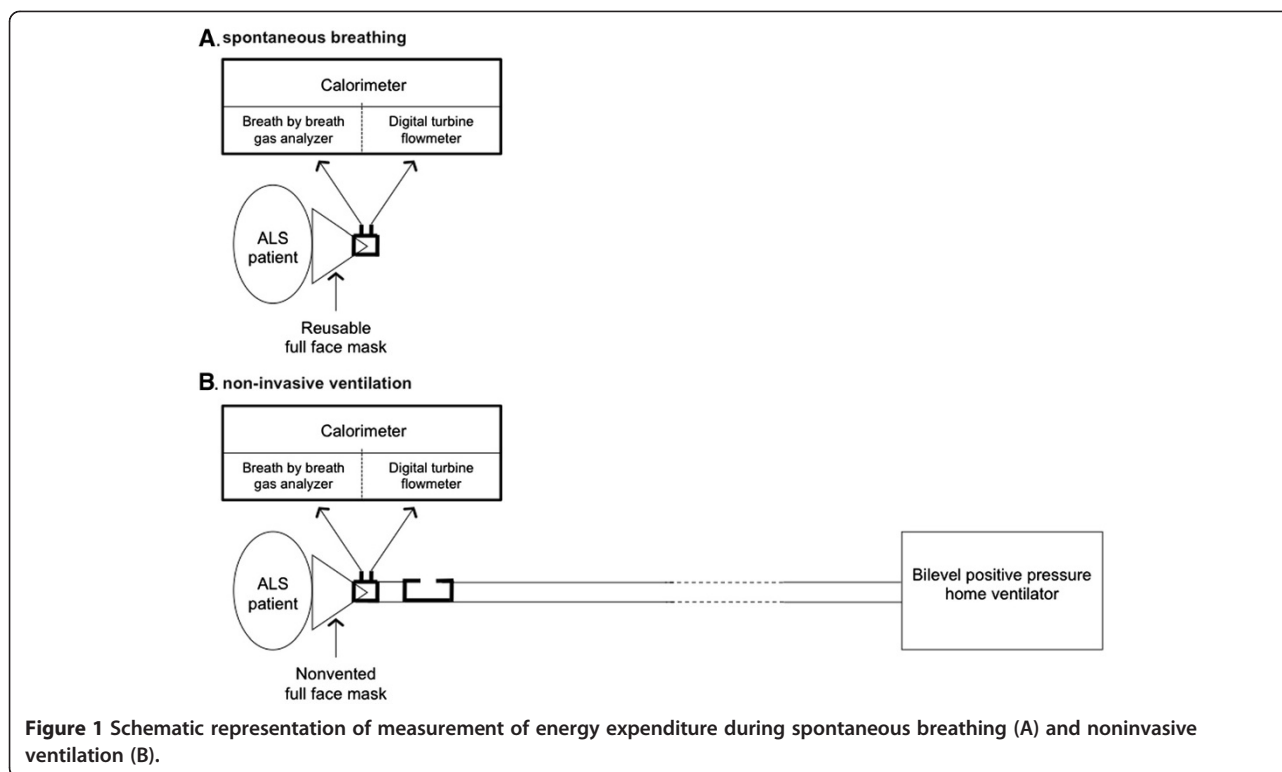 A. spontaneous breathing
Calorimeter
Breath by breath
gas analyzer
Digital turbine
flowmeter
ALS
patient
Reusable
full face mask
B. non-invasive ventilation
Calorimeter
Breath by breath
gas analyzer
Digital turbine
flowmeter
ALS
patient
Bilevel positive pressure
home ventilator
Nonvented
full face mask
Figure 1 Schematic representation of measurement of energy expenditure during spontaneous breathing (A) and noninvasive
ventilation (B).